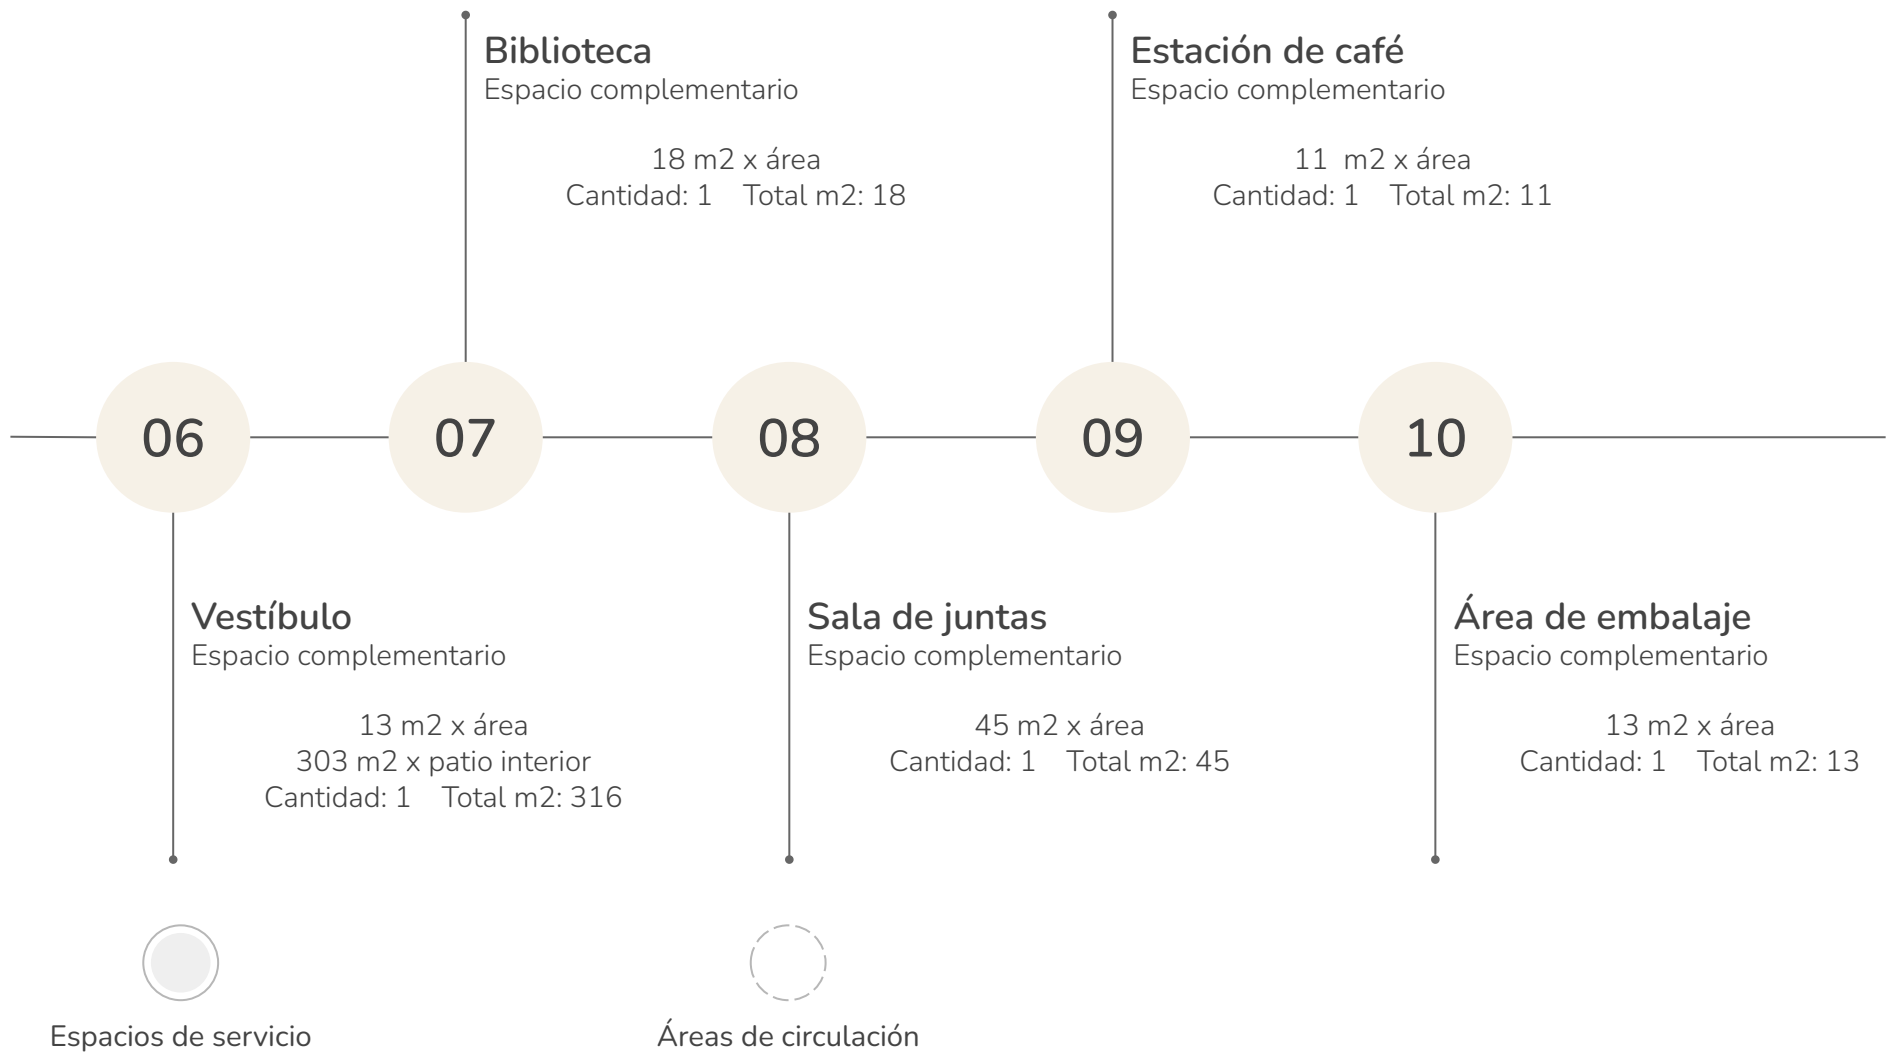 Biblioteca
Espacio complementario
18 m2 x área
Cantidad: 1    Total m2: 18
Estación de café
Espacio complementario
11  m2 x área
Cantidad: 1    Total m2: 11
06
07
08
09
10
Vestíbulo
Espacio complementario
13 m2 x área
303 m2 x patio interior
Cantidad: 1    Total m2: 316
Sala de juntas
Espacio complementario
45 m2 x área
Cantidad: 1    Total m2: 45
Área de embalaje
Espacio complementario
13 m2 x área
Cantidad: 1    Total m2: 13
Espacios de servicio
Áreas de circulación